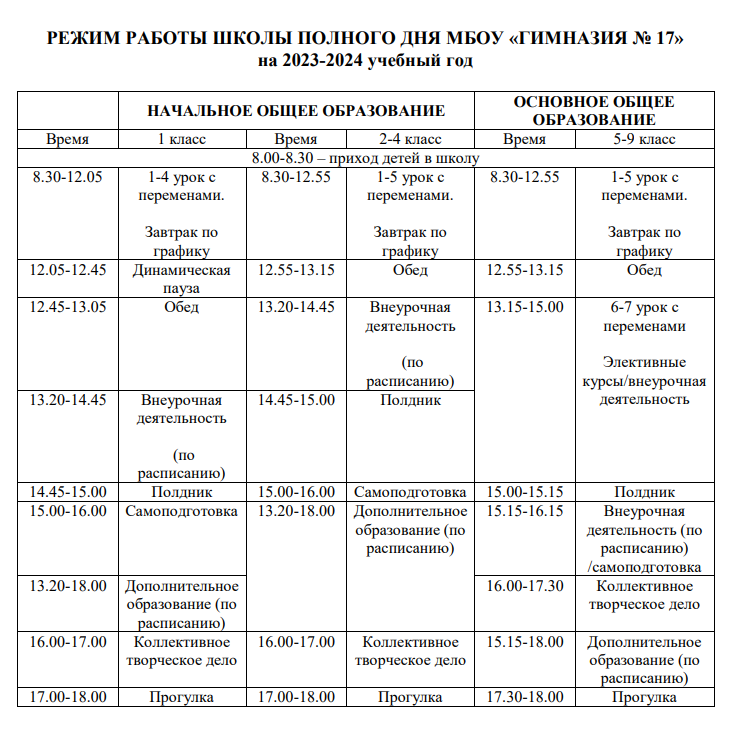 РЕЖИМ РАБОТЫ ШКОЛЫ ПОЛНОГО ДНЯ МБОУ «ГИМНАЗИЯ № 17»
на 2023-2024 учебный год
НАЧАЛЬНОЕ ОБЩЕЕ ОБРАЗОВАНИЕ
ОСНОВНОЕ ОБЩЕЕ
ОБРАЗОВАНИЕ
Время 1 класс Время 2-4 класс Время 5-9 класс
8.00-8.30 – приход детей в школу
8.30-12.05 1-4 урок с 8.30-12.55 1-5 урок с 8.30-12.55 1-5 урок с
переменами. переменами. переменами.
Завтрак по Завтрак по Завтрак по
графику графику графику
12.05-12.45 Динамическая 12.55-13.15 Обед 12.55-13.15 Обед
пауза
12.45-13.05 Обед 13.20-14.45 Внеурочная 13.15-15.00 6-7 урок с
деятельность переменами
(по Элективные
расписанию) курсы/внеурочная
13.20-14.45 Внеурочная 14.45-15.00 Полдник деятельность
деятельность
(по
расписанию)
14.45-15.00 Полдник 15.00-16.00 Самоподготовка 15.00-15.15 Полдник
15.00-16.00 Самоподготовка 13.20-18.00 Дополнительное 15.15-16.15 Внеурочная
образование (по деятельность (по
расписанию) расписанию)
/самоподготовка
13.20-18.00 Дополнительное 16.00-17.30 Коллективное
образование (по творческое дело
расписанию)
16.00-17.00 Коллективное 16.00-17.00 Коллективное 15.15-18.00 Дополнительное
творческое дело творческое дело образование (по
расписанию)
17.00-18.00 Прогулка 17.00-18.00 Прогулка 17.30-18.00 Прогулка